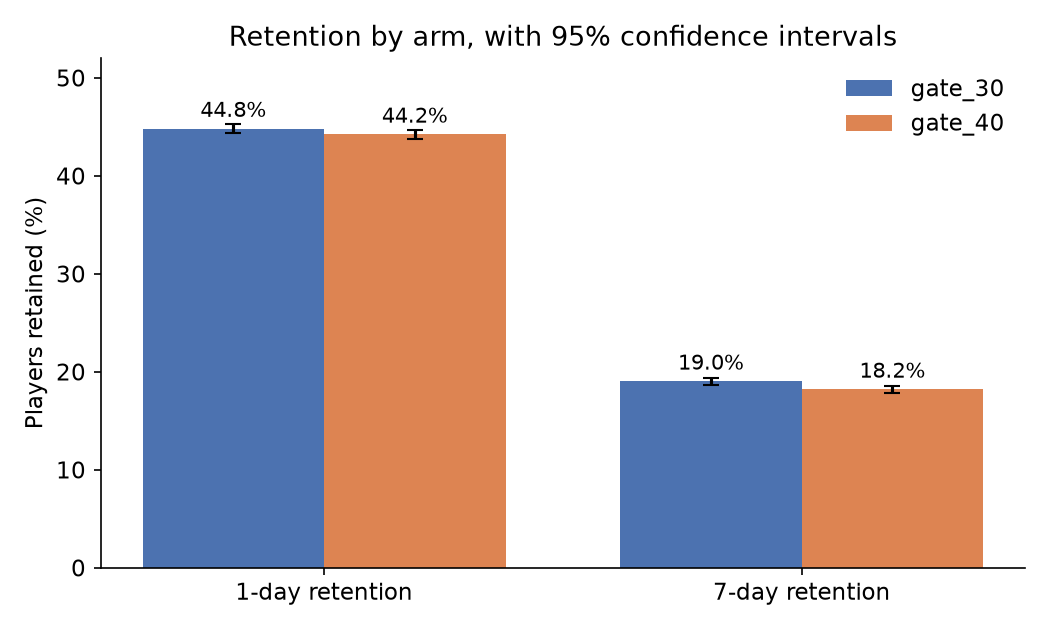 Retention by arm, with 95% confidence intervals
gate_30
gate_40
Players retained (%)
50
40
30
20
10
0
44.8%
44.2%
19.0%
18.2%
1-day retention
7-day retention